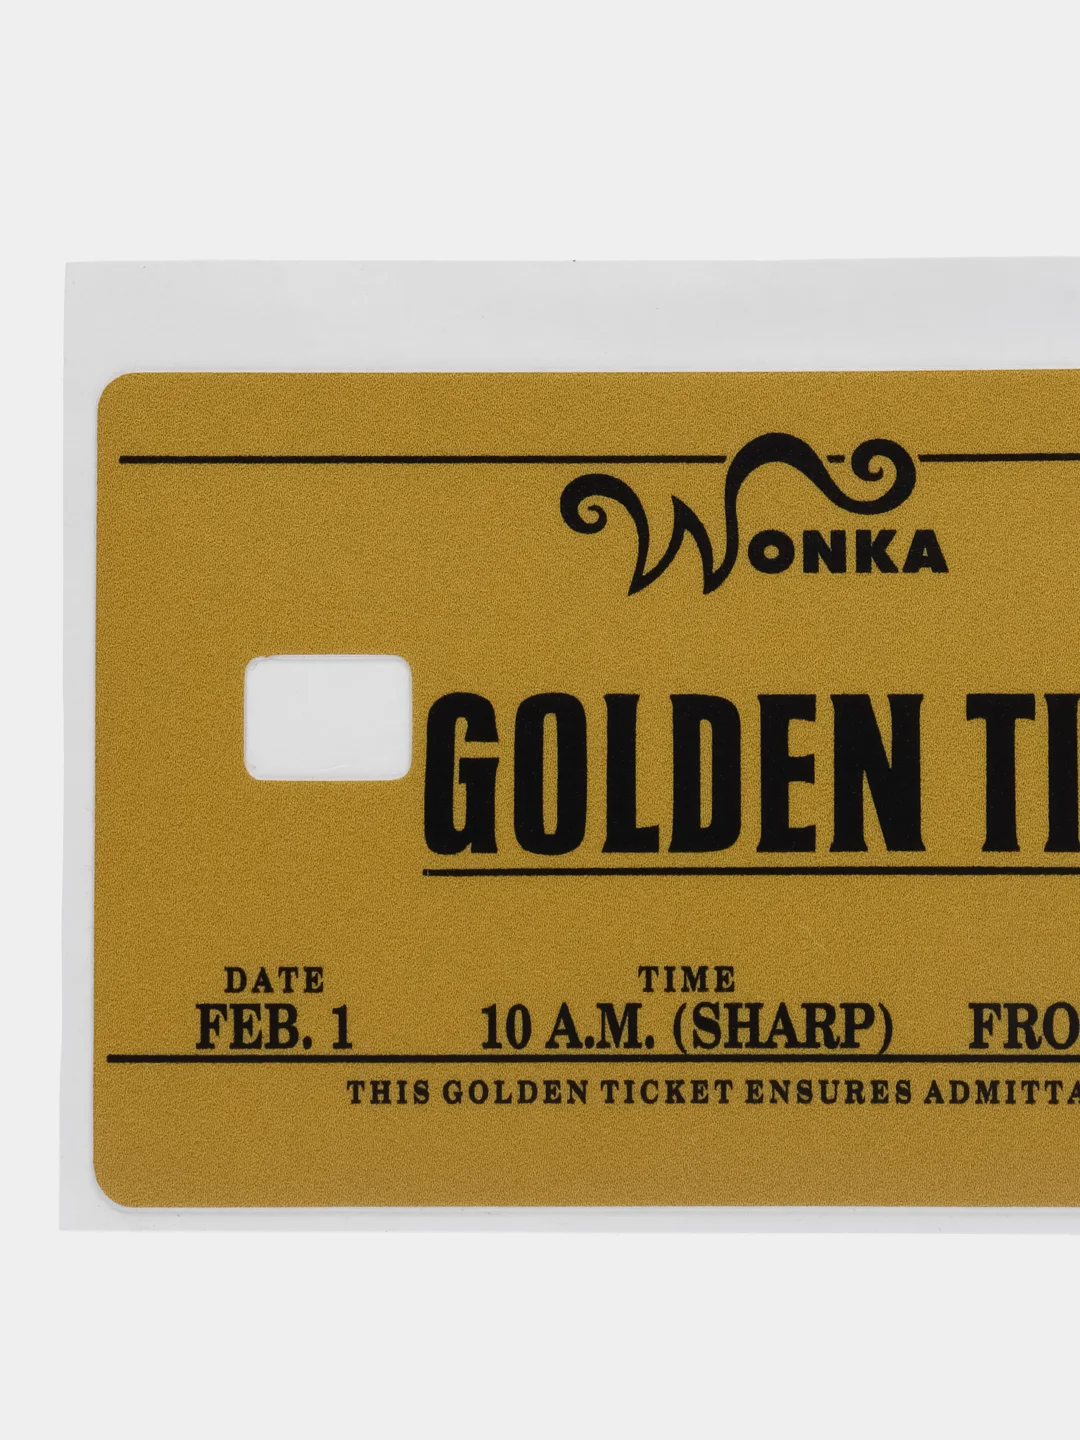 WONKA
GOLDEN TI
DATE TIME
FEB. 1 10 A.M. (SHARP) FRO
THIS GOLDEN TICKET ENSURES ADMITTA